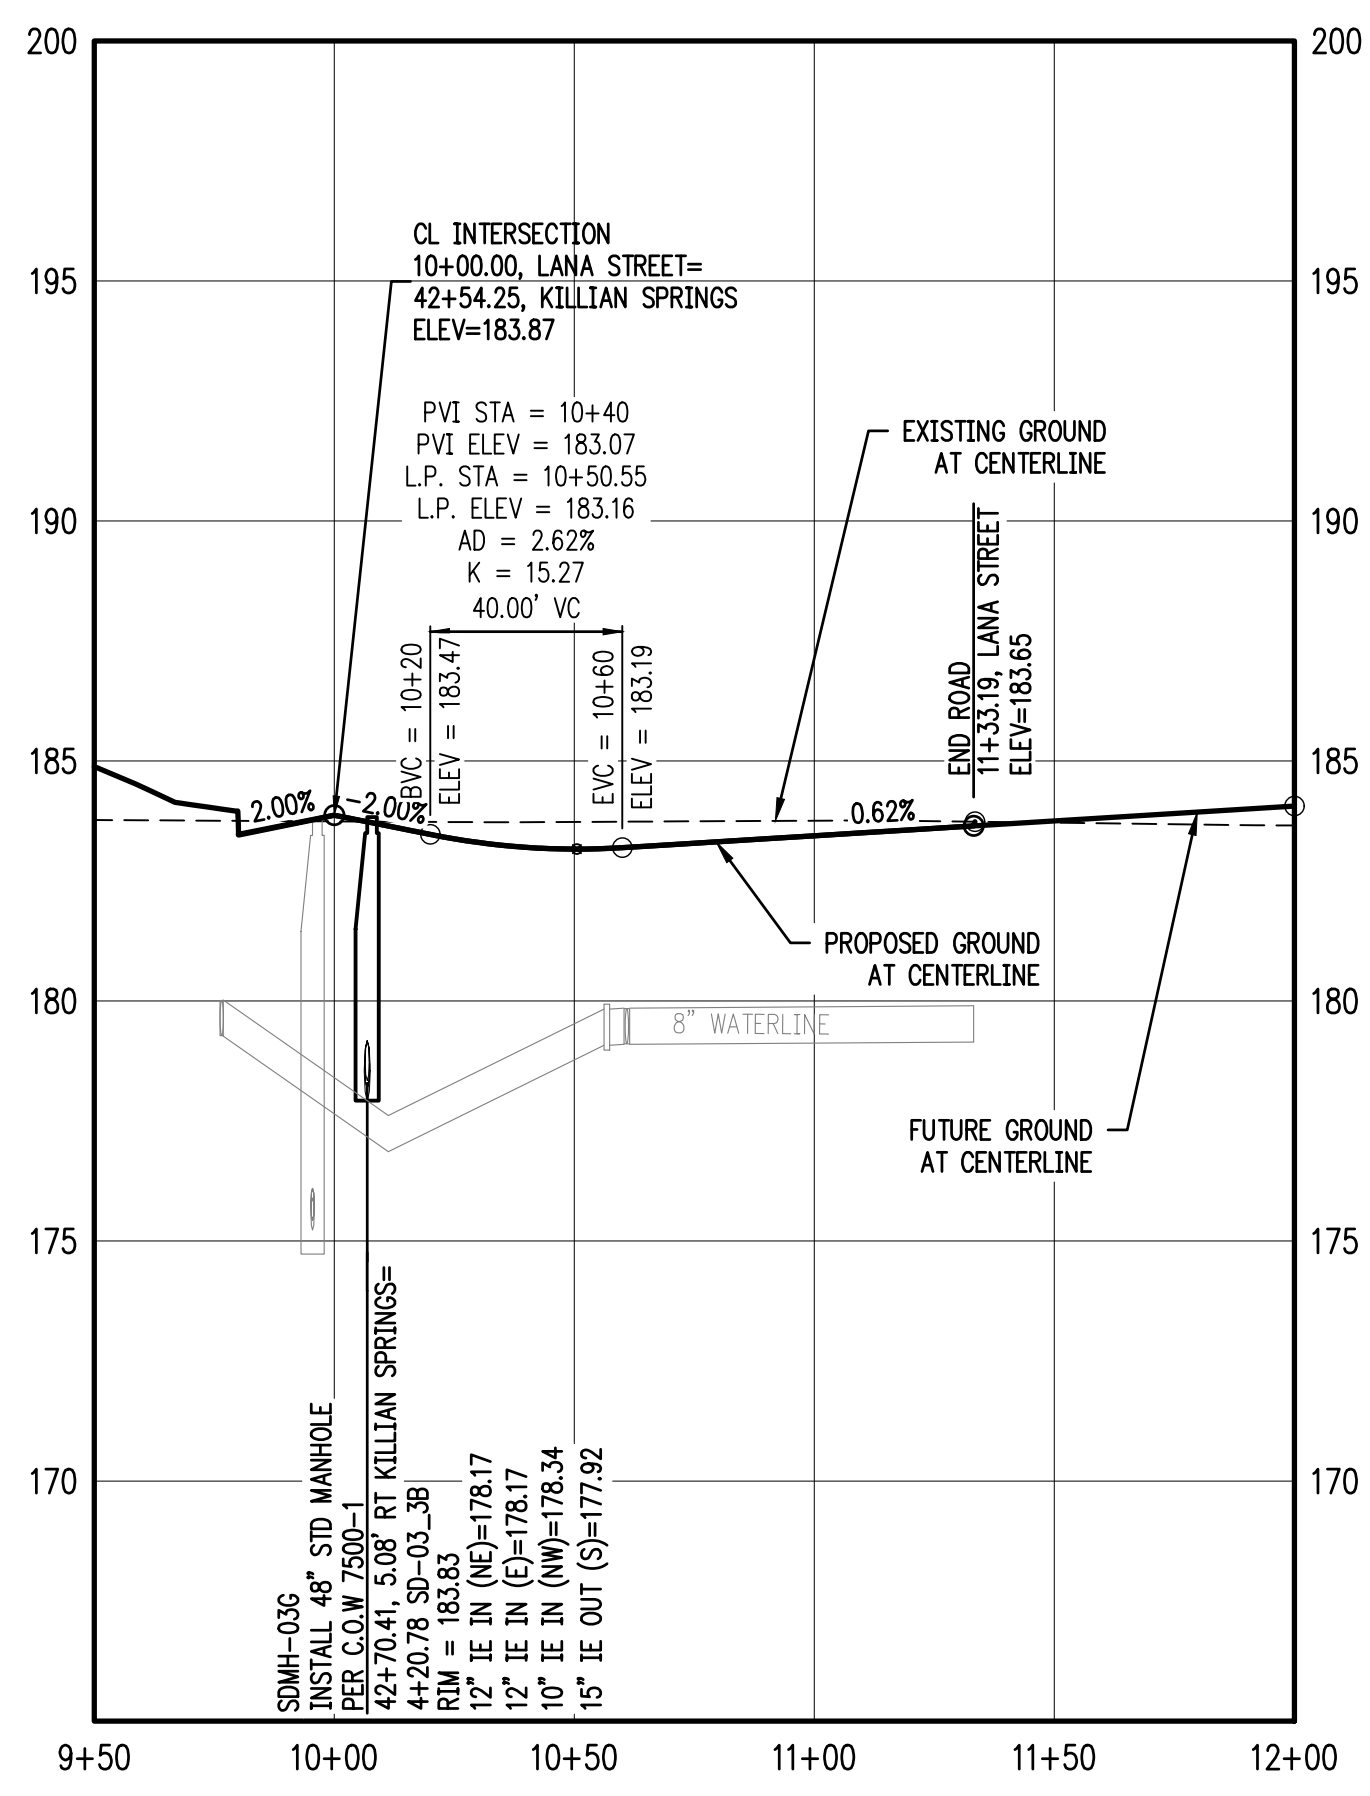 200
200
CL INTERSECTION
10+00.00, LANA STREET=
42+54.25, KILLIAN SPRINGS
ELEV=183.87
195
195
PVI STA = 10+40
PVI ELEV = 183.07
L.P. STA = 10+50.55
L.P. ELEV = 183.16
AD = 2.62%
K = 15.27
40.00' VC
EXISTING GROUND
AT CENTERLINE
190
190
BVC = 10+20
ELEV = 183.47
EVC = 10+60
ELEV = 183.19
END ROAD
11+33.19, LANA STREET
ELEV=183.65
185
185
2.00%
-2.00%
0.62%
PROPOSED GROUND
AT CENTERLINE
180
180
8" WATERLINE
FUTURE GROUND
AT CENTERLINE
175
175
SDMH-03G
INSTALL 48" STD MANHOLE
PER C.O.W 7500-1
42+70.41, 5.08' RT KILLIAN SPRINGS=
4+20.78 SD-03_3B
RIM = 183.83
12" IE IN (NE)=178.17
12" IE IN (E)=178.17
10" IE IN (NW)=178.34
15" IE OUT (S)=177.92
170
170
9+50
10+00
10+50
11+00
11+50
12+00